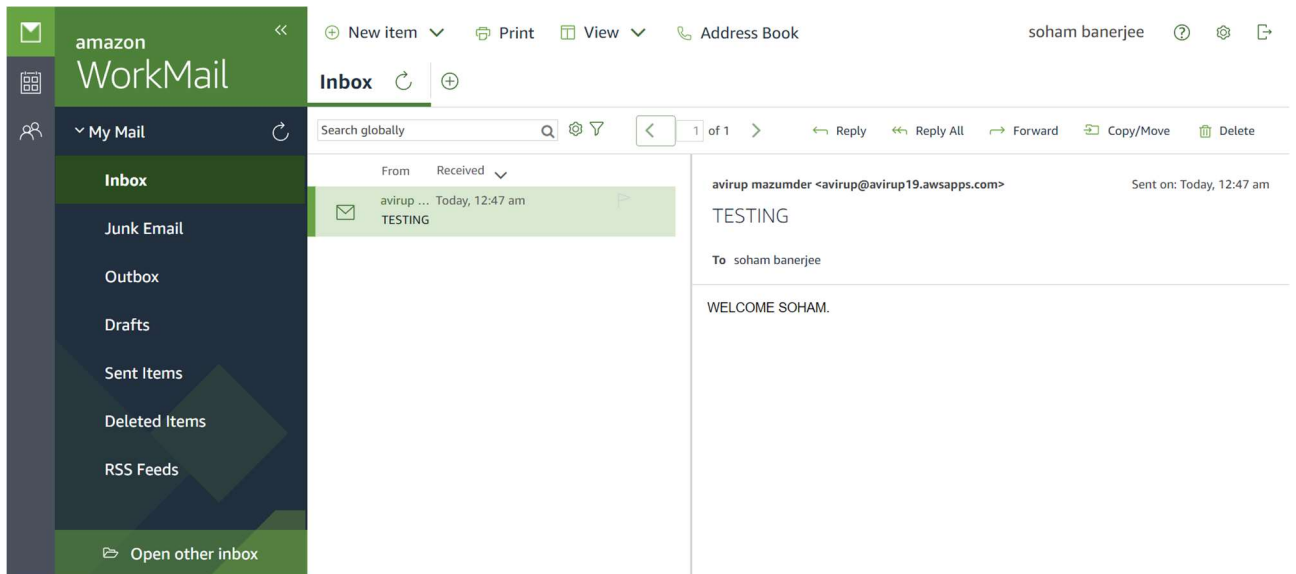 amazon
WorkMail
New item
Print
View
Address Book
soham banerjee
Inbox
My Mail
Inbox
Junk Email
Outbox
Drafts
Sent Items
Deleted Items
RSS Feeds
Open other inbox
Search globally
1 of 1
Reply
Reply All
Forward
Copy/Move
Delete
From Received
avirup ... Today, 12:47 am
TESTING
avirup mazumder <avirup@avirup19.awsapps.com> Sent on: Today, 12:47 am
TESTING
To soham banerjee
WELCOME SOHAM.